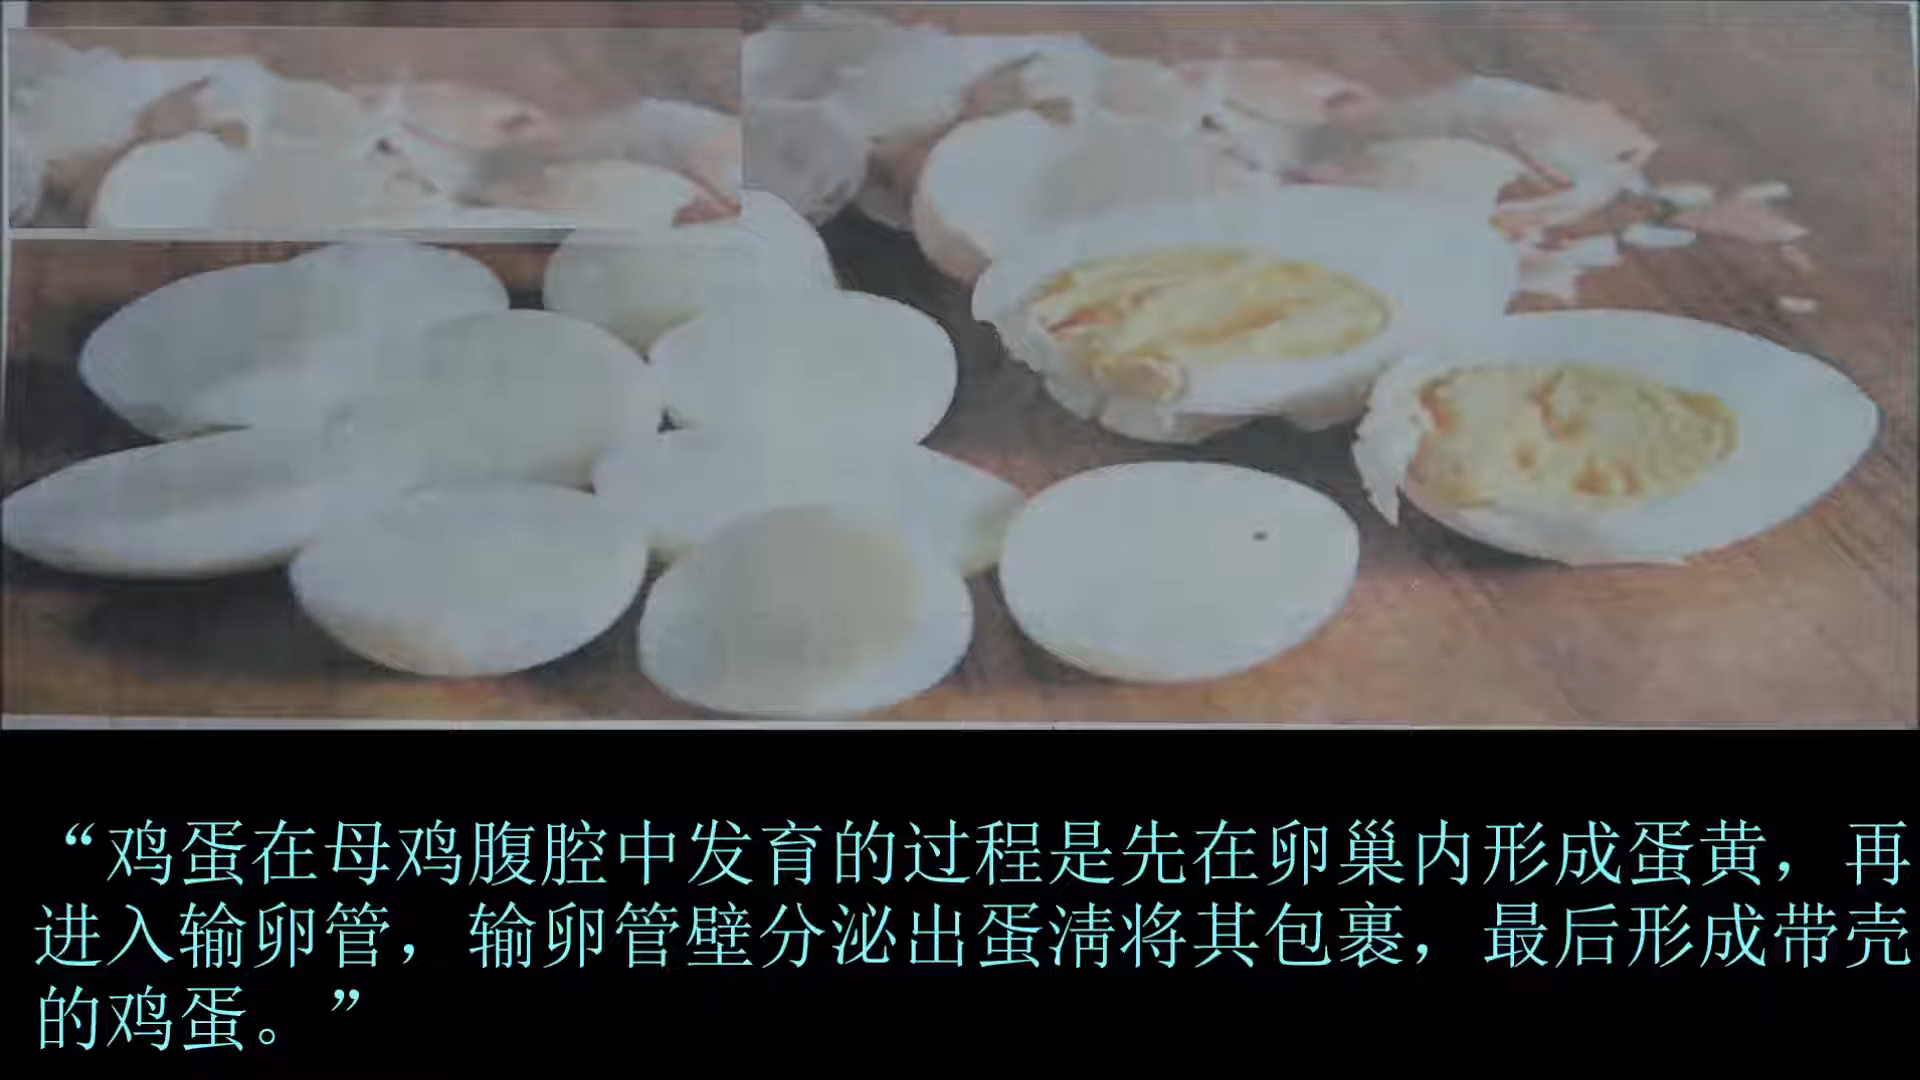 “鸡蛋在母鸡腹腔中发育的过程是先在卵巢内形成蛋黄，再
进入输卵管，输卵管壁分泌出蛋淸将其包裹，最后形成带壳
的鸡蛋。”